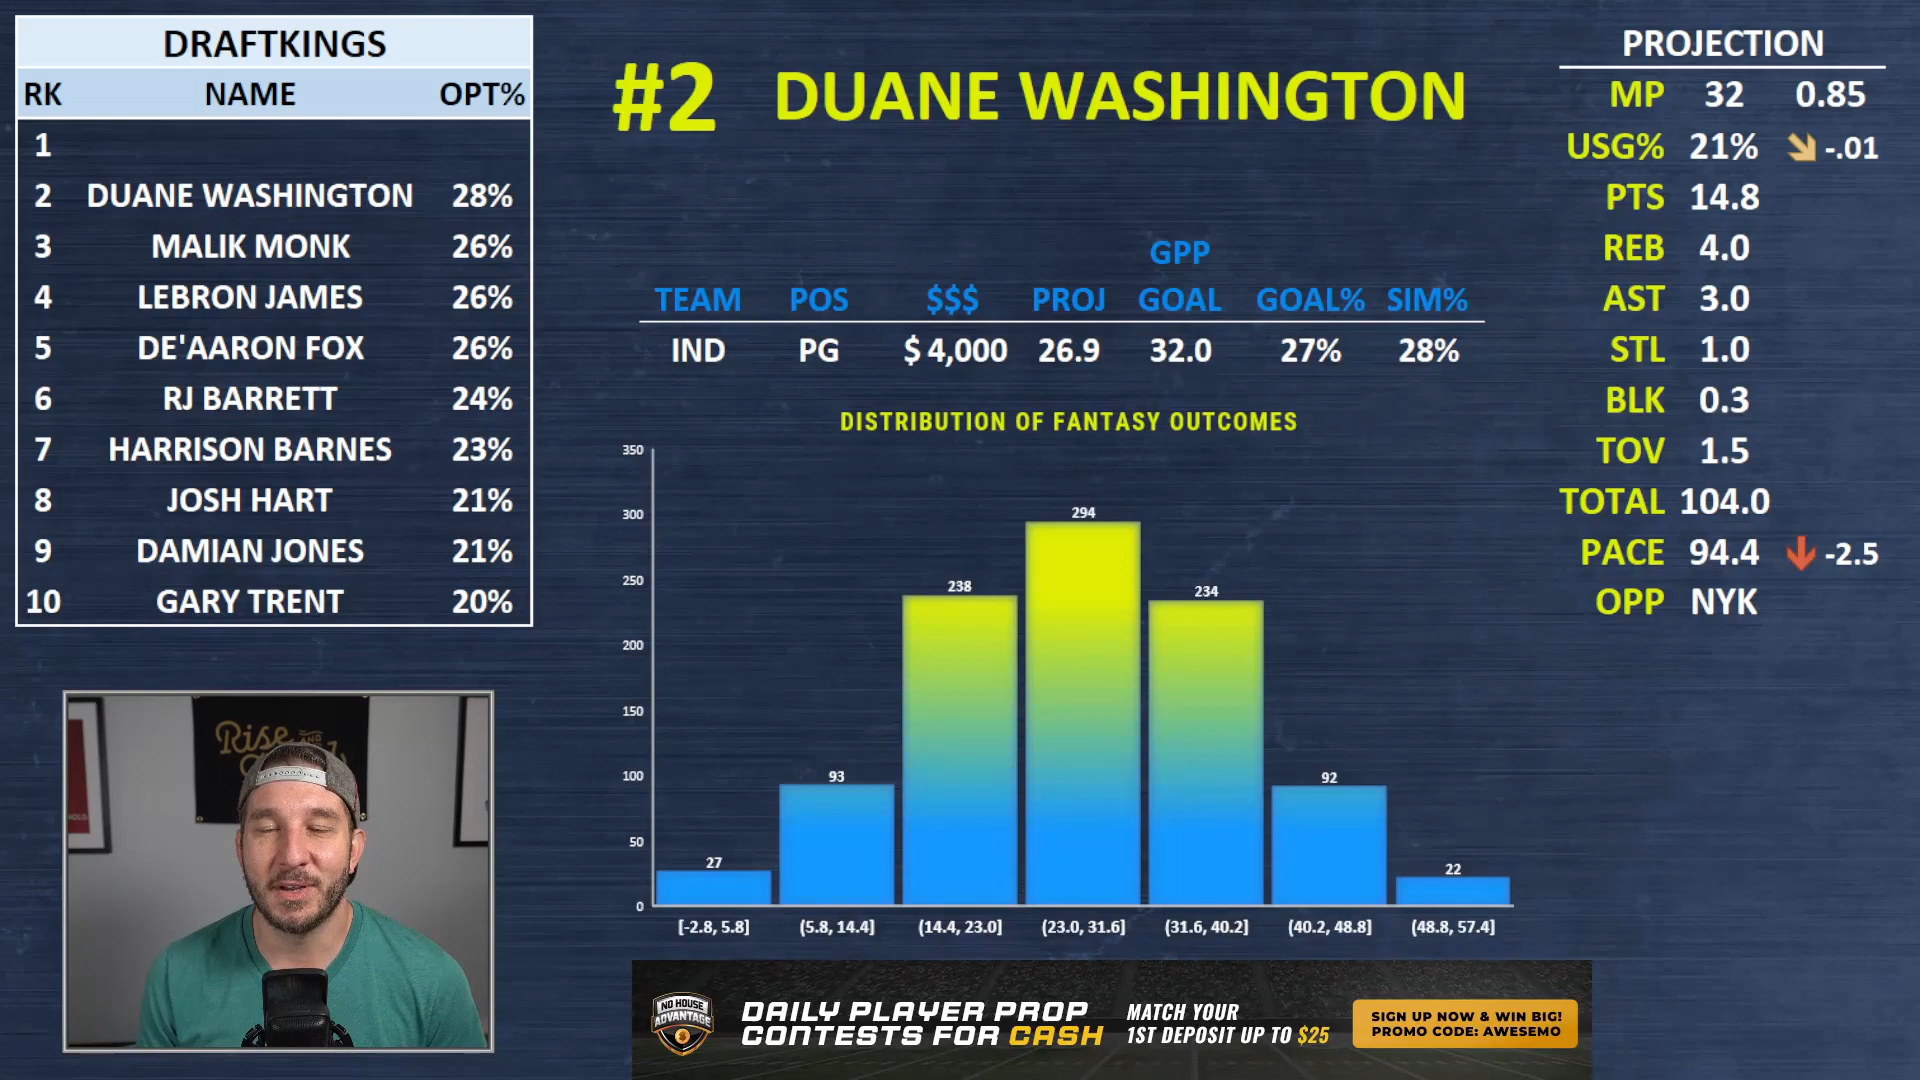 DRAFTKINGS
RK NAME OPT%
1
2 DUANE WASHINGTON 28%
3 MALIK MONK 26%
4 LEBRON JAMES 26%
5 DE'AARON FOX 26%
6 RJ BARRETT 24%
7 HARRISON BARNES 23%
8 JOSH HART 21%
9 DAMIAN JONES 21%
10 GARY TRENT 20%
#2 DUANE WASHINGTON
GPP
TEAM POS $$$ PROJ GOAL GOAL% SIM%
IND PG $ 4,000 26.9 32.0 27% 28%
DISTRIBUTION OF FANTASY OUTCOMES
350
300
250
200
150
100
50
0
27
93
238
294
234
92
22
[-2.8, 5.8] (5.8, 14.4] (14.4, 23.0] (23.0, 31.6] (31.6, 40.2] (40.2, 48.8] (48.8, 57.4]
PROJECTION
MP 32 0.85
USG% 21% -.01
PTS 14.8
REB 4.0
AST 3.0
STL 1.0
BLK 0.3
TOV 1.5
TOTAL 104.0
PACE 94.4 -2.5
OPP NYK
Rise
AND
NO HOUSE
ADVANTAGE
DAILY PLAYER PROP
CONTESTS FOR CASH
MATCH YOUR
1ST DEPOSIT UP TO $25
SIGN UP NOW & WIN BIG!
PROMO CODE: AWESEMO